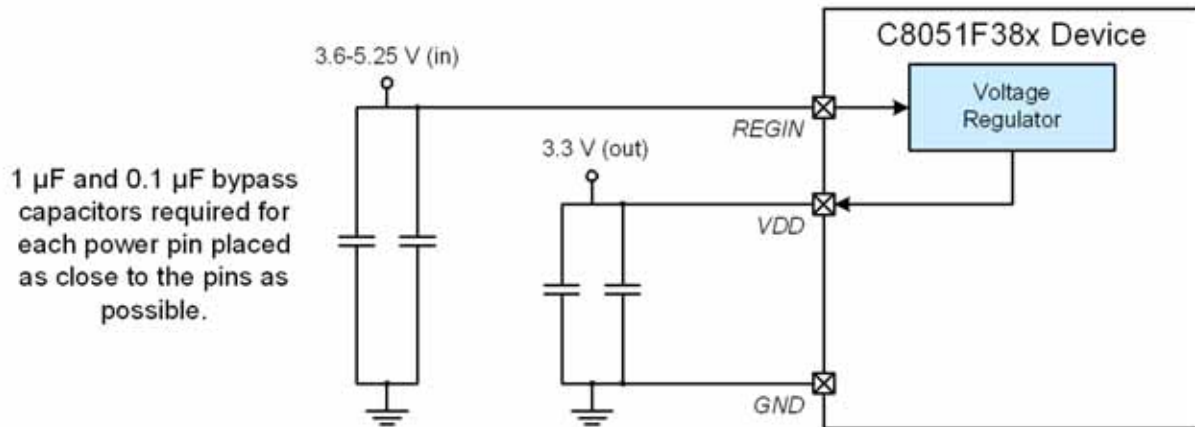 C8051F38x Device
3.6-5.25 V (in)
Voltage
Regulator
REGIN
3.3 V (out)
1 µF and 0.1 µF bypass
capacitors required for
each power pin placed
as close to the pins as
possible.
VDD
GND